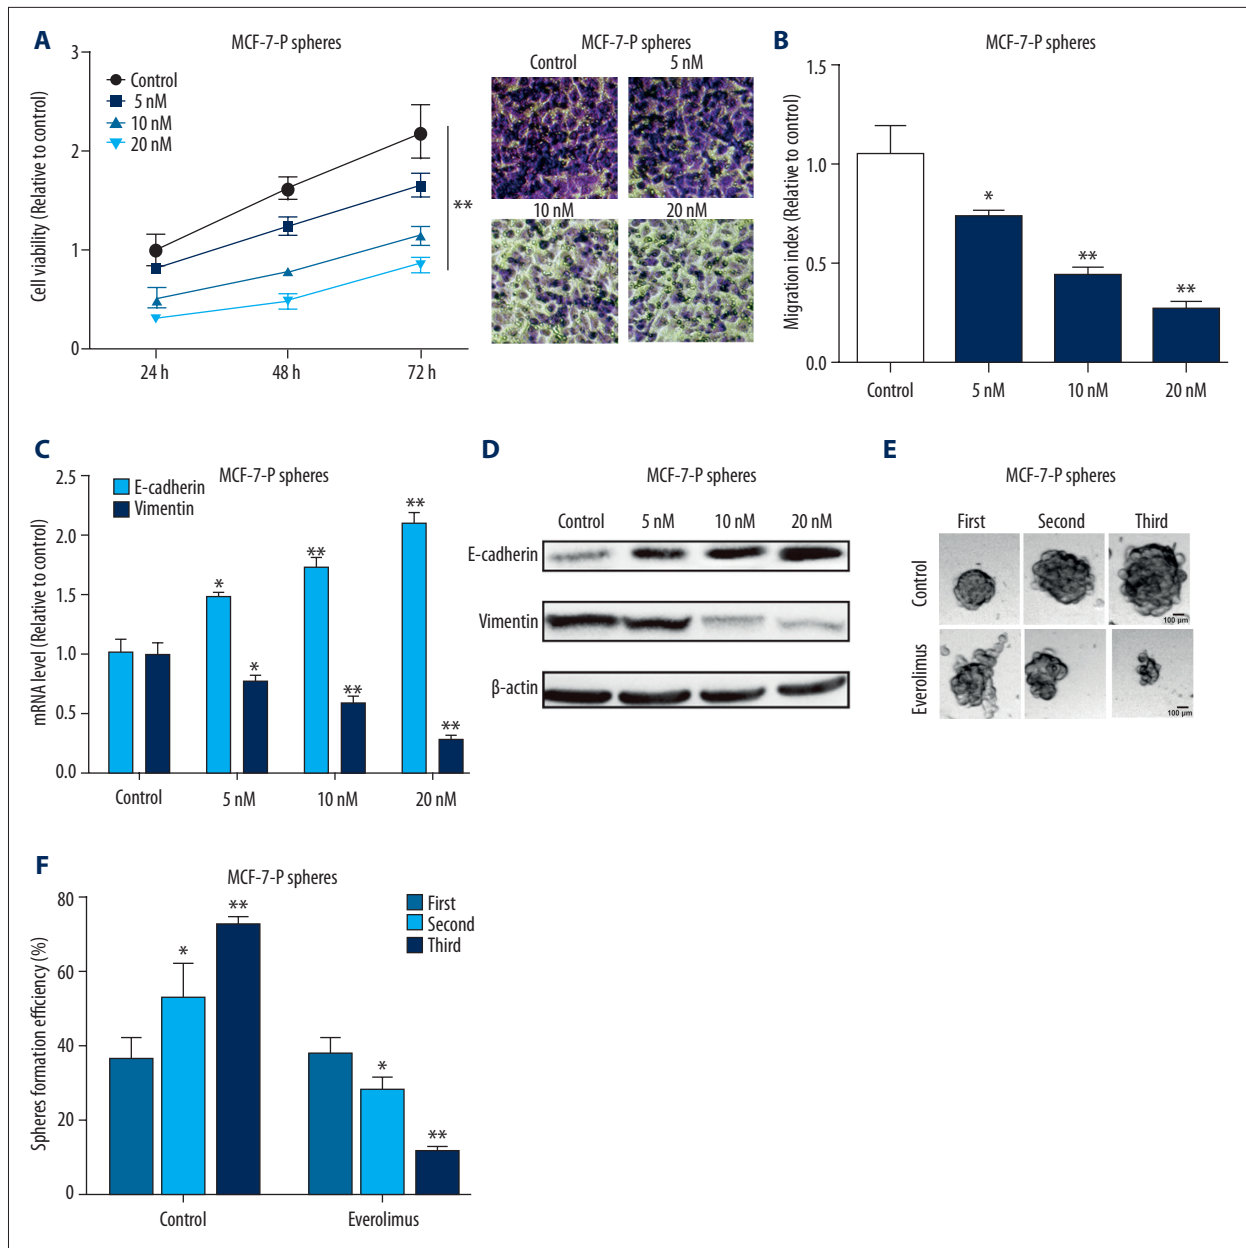 A
MCF-7-P spheres
Cell viability (Relative to control)
3
2
1
0
Control
5 nM
10 nM
20 nM
**
24 h
48 h
72 h
MCF-7-P spheres
Control
5 nM
10 nM
20 nM
B
MCF-7-P spheres
Migration index (Relative to control)
1.5
1.0
0.5
0.0
*
**
**
Control
5 nM
10 nM
20 nM
C
MCF-7-P spheres
mRNA level (Relative to control)
2.5
2.0
1.5
1.0
0.5
0.0
E-cadherin
Vimentin
*
*
**
**
**
**
Control
5 nM
10 nM
20 nM
D
MCF-7-P spheres
Control
5 nM
10 nM
20 nM
E-cadherin
Vimentin
β-actin
E
MCF-7-P spheres
First
Second
Third
Control
100 µm
Everolimus
100 µm
F
MCF-7-P spheres
Spheres formation efficiency (%)
80
60
40
20
0
First
Second
Third
*
**
*
**
Control
Everolimus